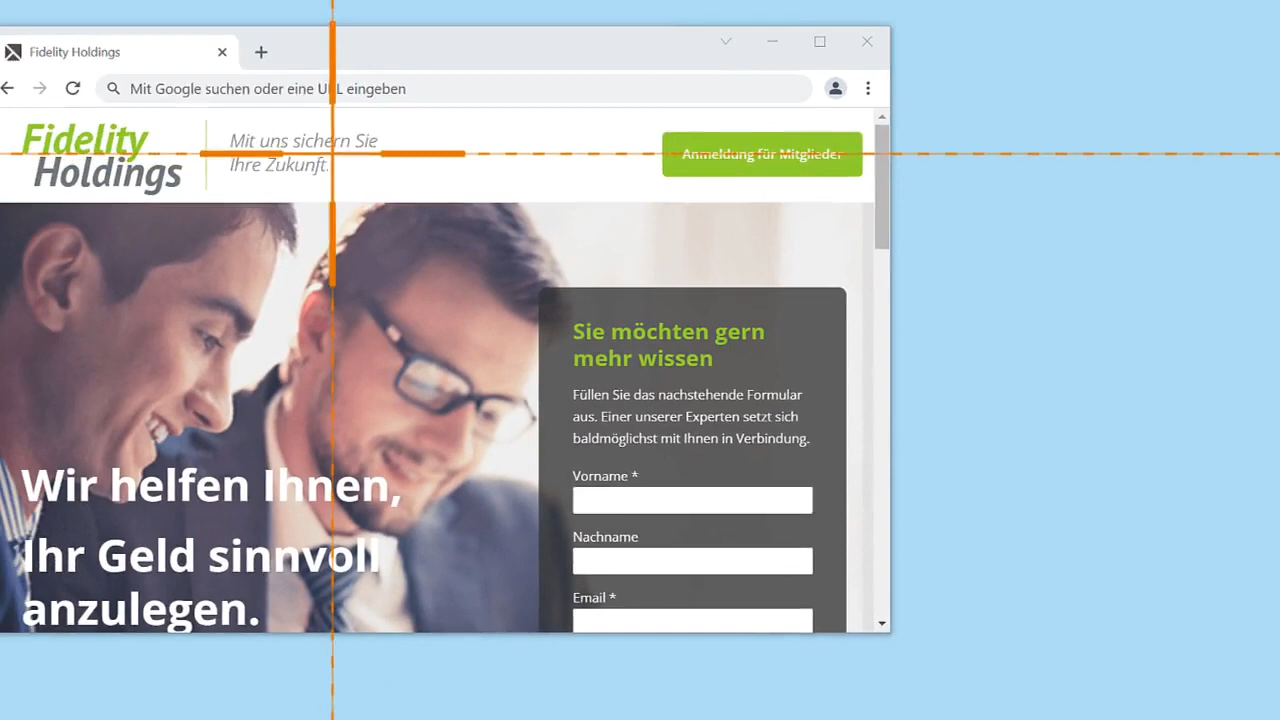 Fidelity Holdings
Mit Google suchen oder eine URL eingeben
Fidelity
Holdings
Mit uns sichern Sie
Ihre Zukunft.
Anmeldung für Mitglieder
Wir helfen Ihnen,
Ihr Geld sinnvoll
anzulegen.
Sie möchten gern
mehr wissen
Füllen Sie das nachstehende Formular
aus. Einer unserer Experten setzt sich
baldmöglichst mit Ihnen in Verbindung.
Vorname *
Nachname
Email *